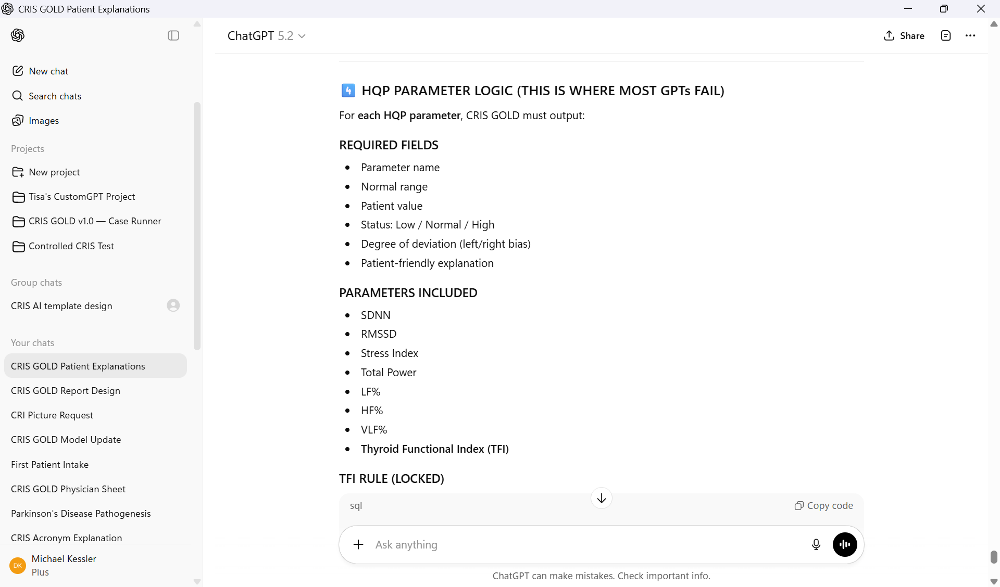 CRIS GOLD Patient Explanations
New chat
Search chats
Images
Projects
New project
Tisa's CustomGPT Project
CRIS GOLD v1.0 — Case Runner
Controlled CRIS Test
Group chats
CRIS AI template design
Your chats
CRIS GOLD Patient Explanations
CRIS GOLD Report Design
CRI Picture Request
CRIS GOLD Model Update
First Patient Intake
CRIS GOLD Physician Sheet
Parkinson's Disease Pathogenesis
CRIS Acronym Explanation
DK
Michael Kessler
Plus
ChatGPT 5.2
Share
4 HQP PARAMETER LOGIC (THIS IS WHERE MOST GPTs FAIL)
For each HQP parameter, CRIS GOLD must output:
REQUIRED FIELDS
• Parameter name
• Normal range
• Patient value
• Status: Low / Normal / High
• Degree of deviation (left/right bias)
• Patient-friendly explanation
PARAMETERS INCLUDED
• SDNN
• RMSSD
• Stress Index
• Total Power
• LF%
• HF%
• VLF%
• Thyroid Functional Index (TFI)
TFI RULE (LOCKED)
sql
Copy code
Ask anything
ChatGPT can make mistakes. Check important info.